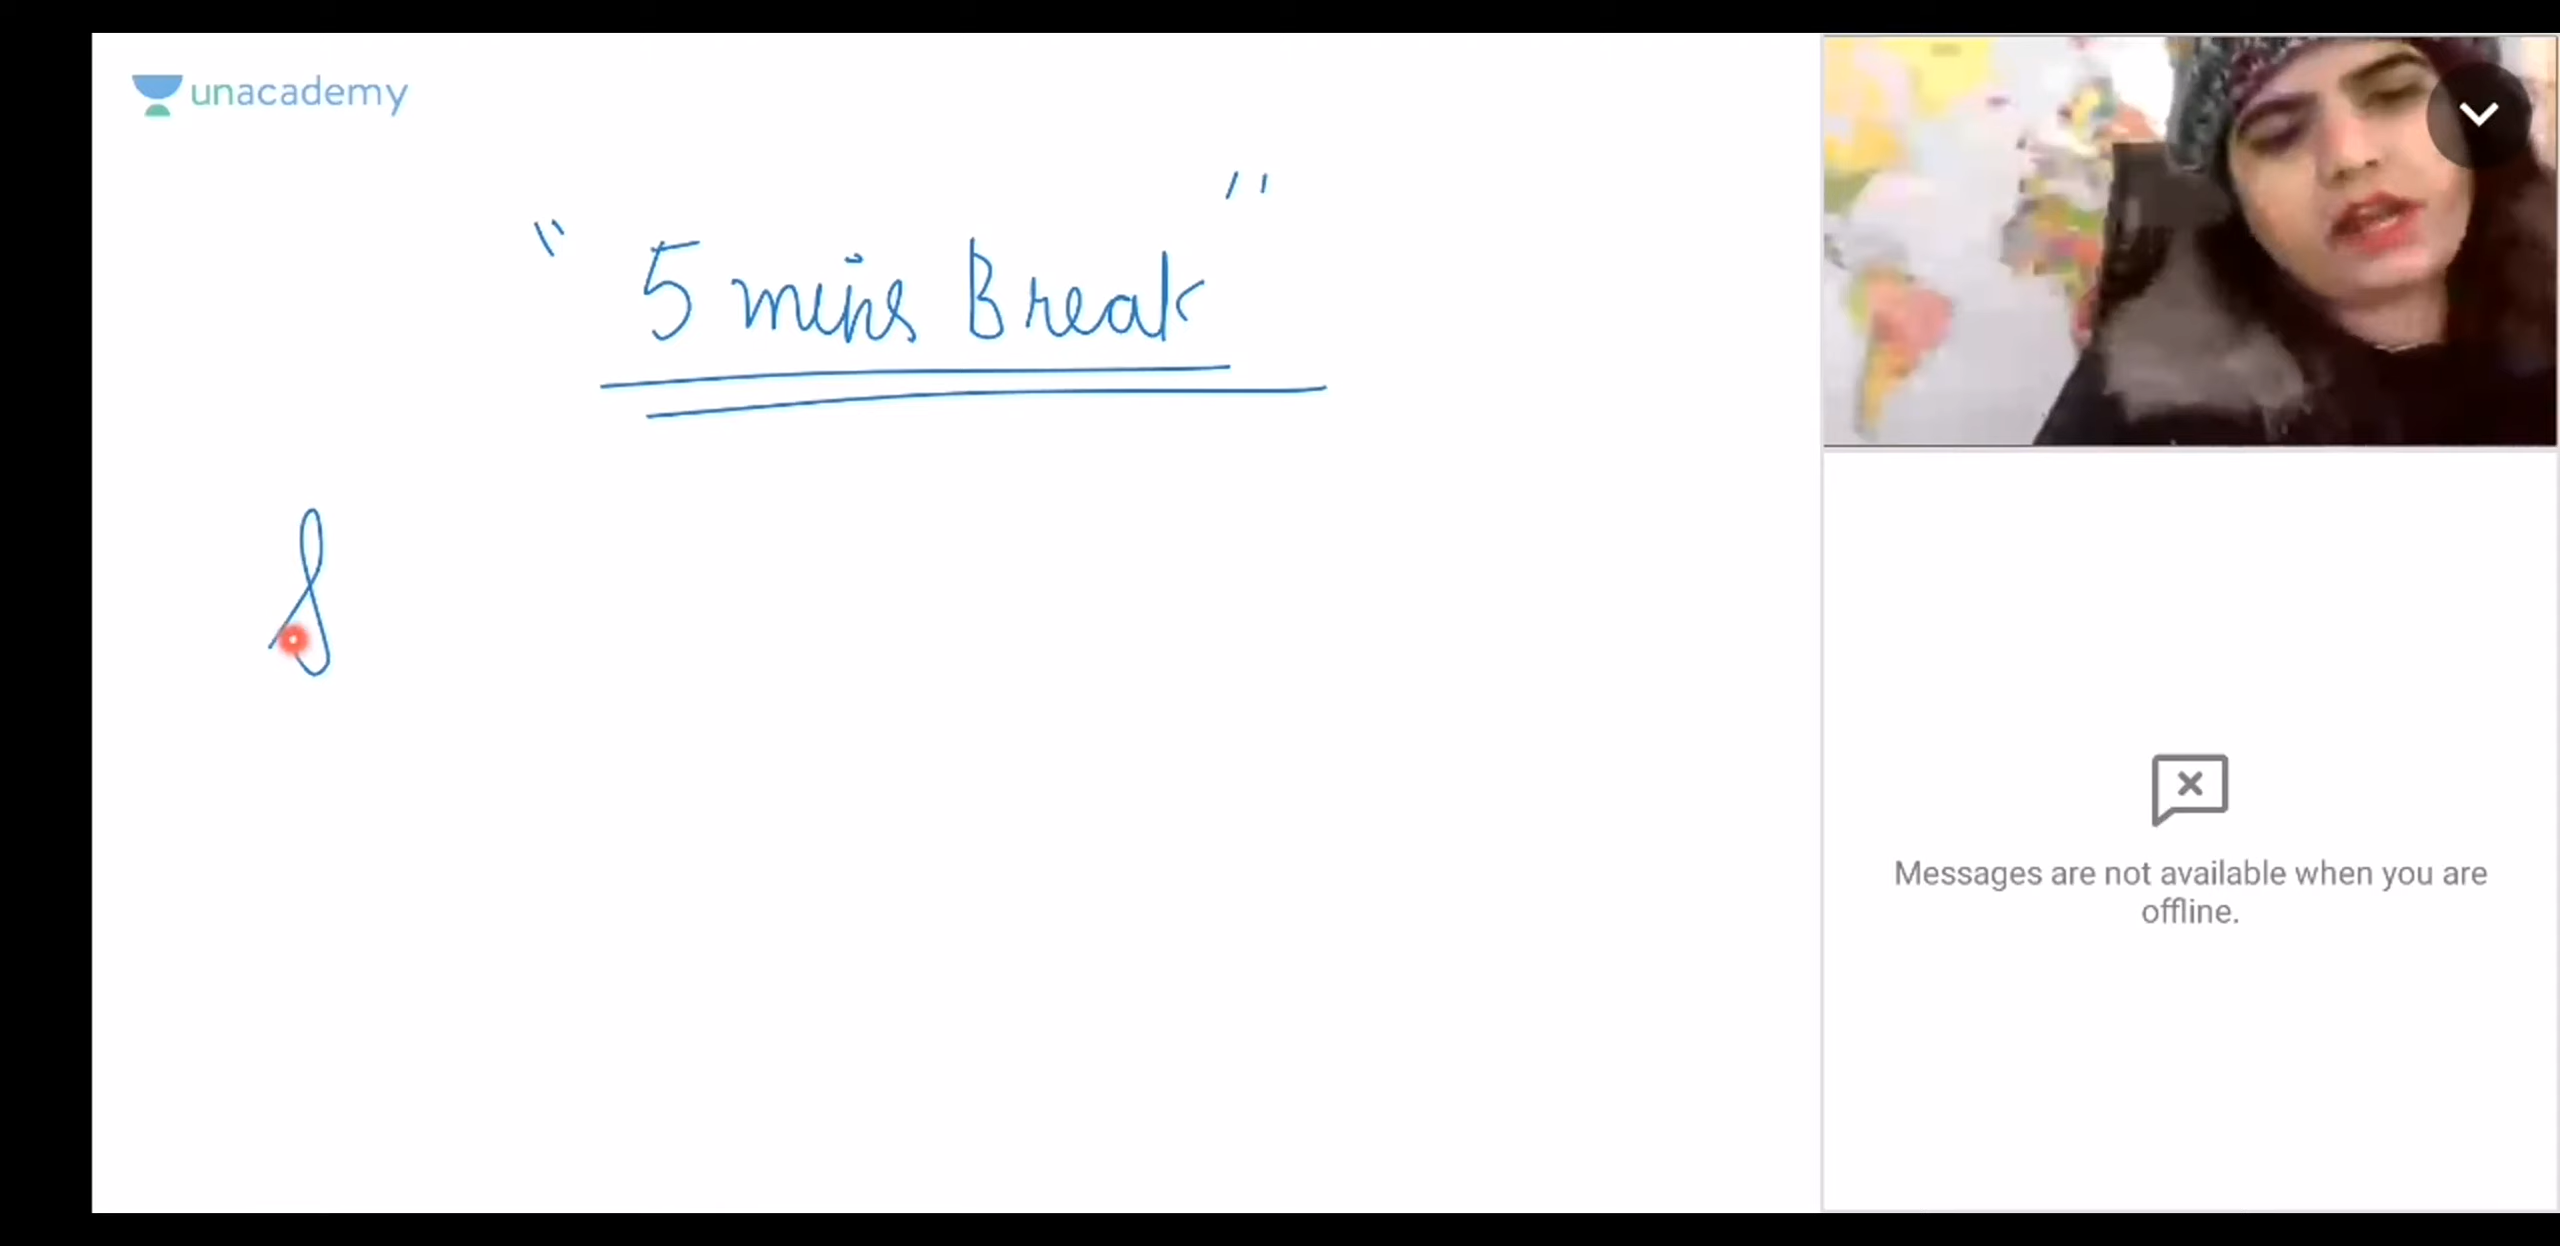 unacademy
" 5 mins Break "
S
Messages are not available when you are
offline.